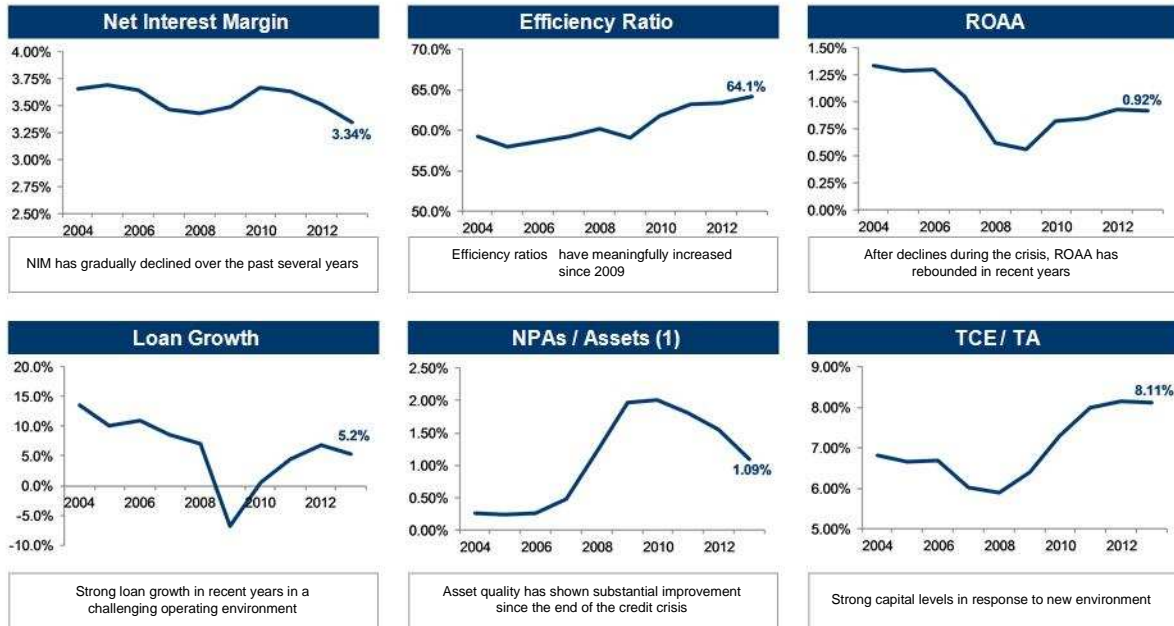 Net Interest Margin
4.00%
3.75%
3.50%
3.25%
3.00%
2.75%
2.50%
3.34%
2004 2006 2008 2010 2012
NIM has gradually declined over the past several years
Efficiency Ratio
70.0%
65.0%
60.0%
55.0%
50.0%
64.1%
2004 2006 2008 2010 2012
Efficiency ratios have meaningfully increased
since 2009
ROAA
1.50%
1.25%
1.00%
0.75%
0.50%
0.25%
0.00%
0.92%
2004 2006 2008 2010 2012
After declines during the crisis, ROAA has
rebounded in recent years
Loan Growth
20.0%
15.0%
10.0%
5.0%
0.0%
-5.0%
-10.0%
5.2%
2004 2006 2008 2010 2012
Strong loan growth in recent years in a
challenging operating environment
NPAs / Assets (1)
2.50%
2.00%
1.50%
1.00%
0.50%
0.00%
1.09%
2004 2006 2008 2010 2012
Asset quality has shown substantial improvement
since the end of the credit crisis
TCE / TA
9.00%
8.00%
7.00%
6.00%
5.00%
8.11%
2004 2006 2008 2010 2012
Strong capital levels in response to new environment